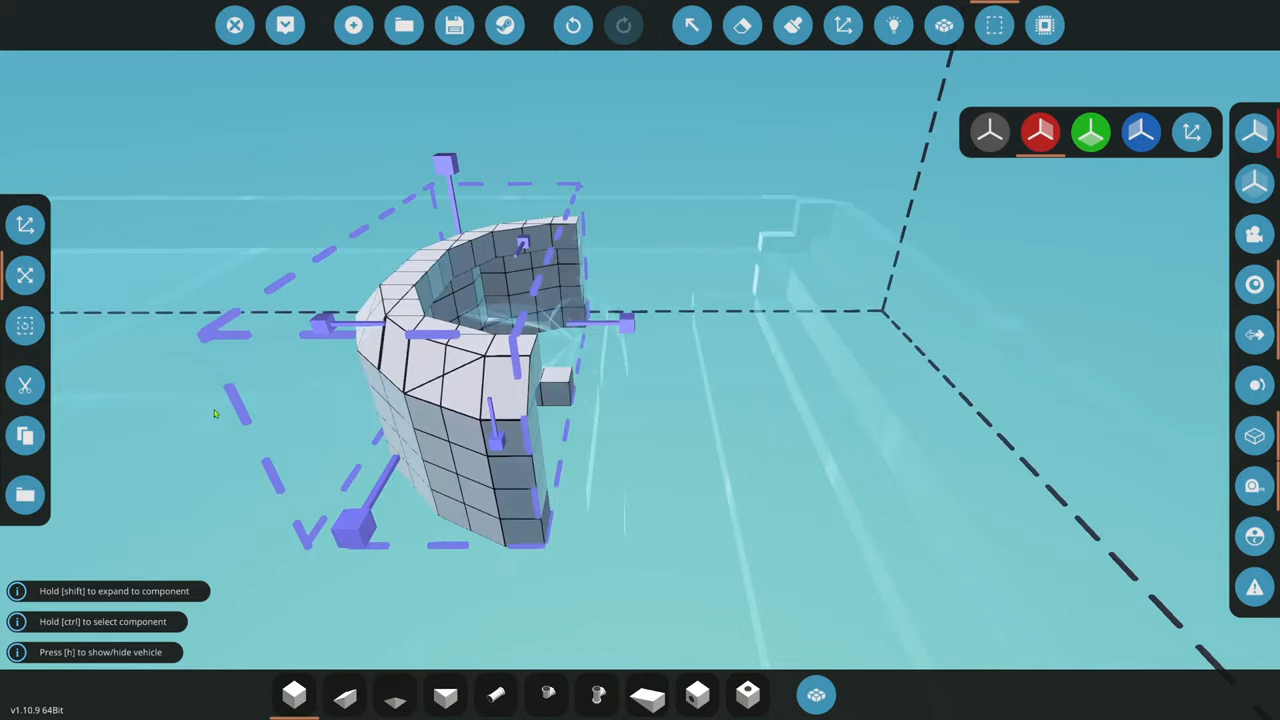 Hold [shift] to expand to component
Hold [ctrl] to select component
Press [h] to show/hide vehicle
v1.10.9 64Bit